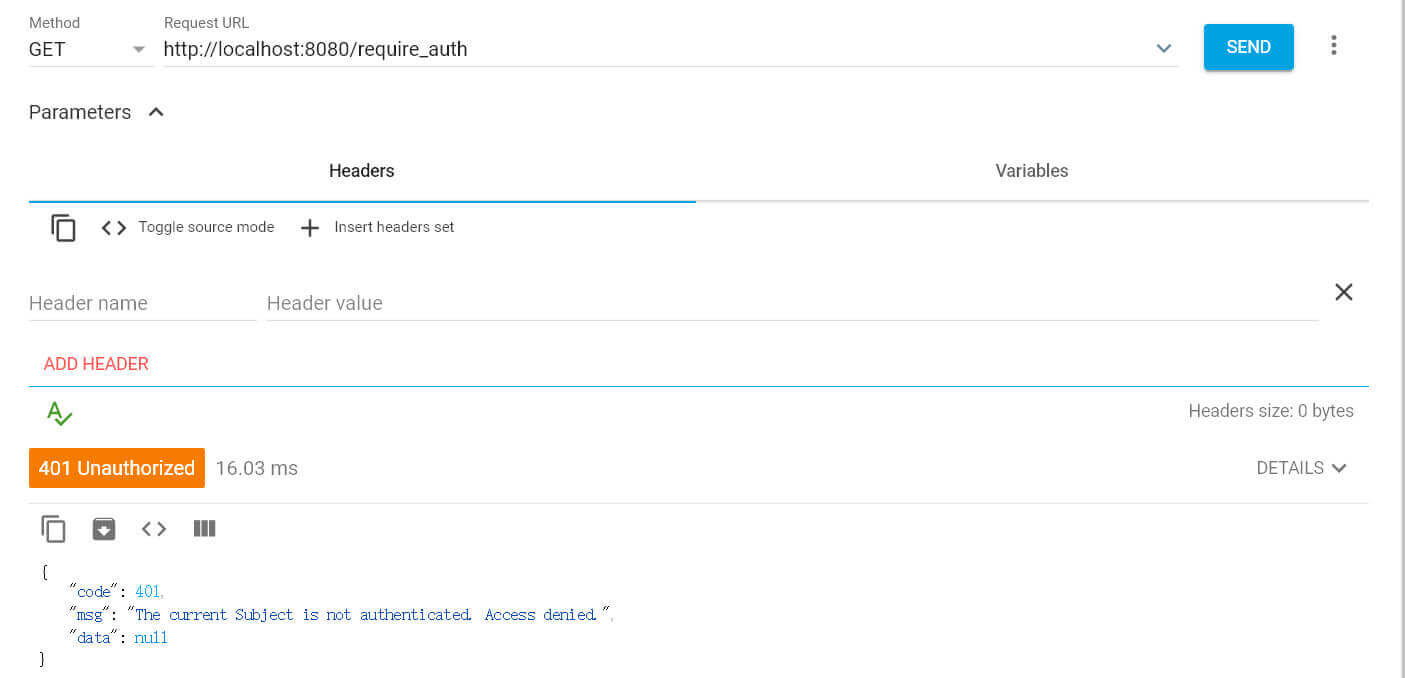 Method Request URL
GET http://localhost:8080/require_auth SEND
Parameters
Headers Variables
Toggle source mode Insert headers set
Header name Header value
ADD HEADER
Headers size: 0 bytes
401 Unauthorized 16.03 ms DETAILS
{
"code": 401,
"msg": "The current Subject is not authenticated. Access denied.",
"data": null
}